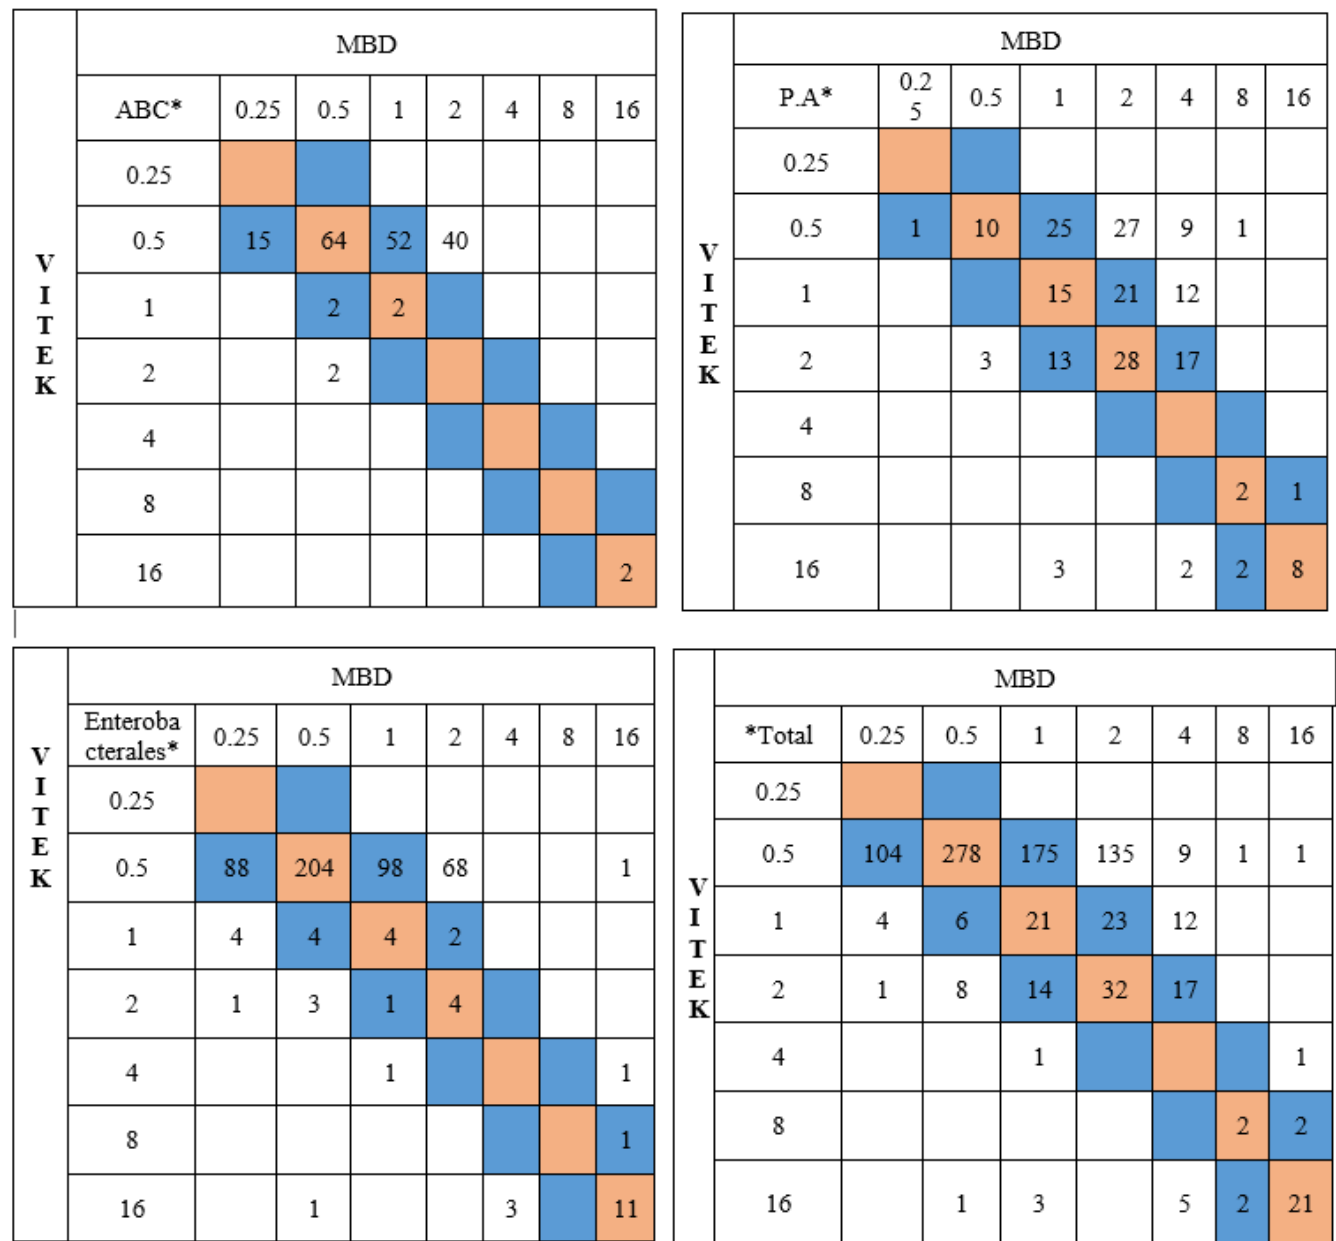 MBD
ABC* 0.25 0.5 1 2 4 8 16
0.25
0.5 15 64 52 40
1 2 2
2 2
4
8
16 2
VITEK
MBD
P.A* 0.2 5 0.5 1 2 4 8 16
0.25
0.5 1 10 25 27 9 1
1 15 21 12
2 3 13 28 17
4
8 2 1
16 3 2 2 8
VITEK
MBD
Enteroba
cterales* 0.25 0.5 1 2 4 8 16
0.25
0.5 88 204 98 68 1
1 4 4 4 2
2 1 3 1 4
4 1 1
8 1
16 1 3 11
VITEK
MBD
*Total 0.25 0.5 1 2 4 8 16
0.25
0.5 104 278 175 135 9 1 1
1 4 6 21 23 12
2 1 8 14 32 17
4 1 1
8 2 2
16 1 3 5 2 21
VITEK